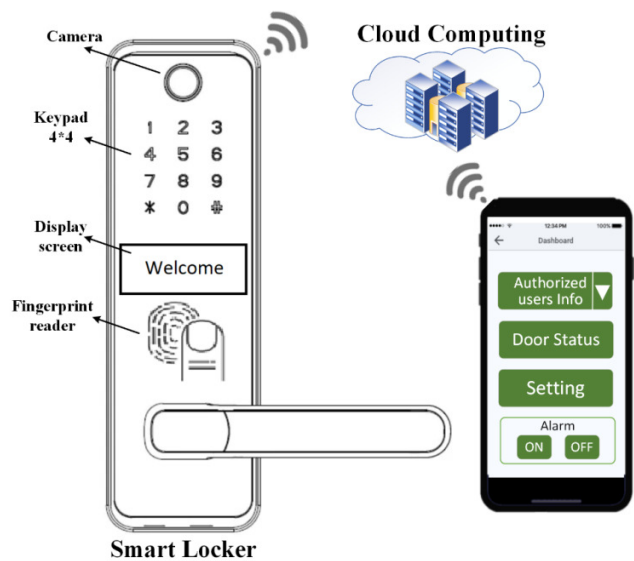 Camera
Cloud Computing
Keypad
4*4
1 2 3
4 5 6
7 8 9
* 0 #
Display
screen
Welcome
Fingerprint
reader
Smart Locker
12:34 PM 100%
Dashboard
Authorized
users Info
Door Status
Setting
Alarm
ON OFF